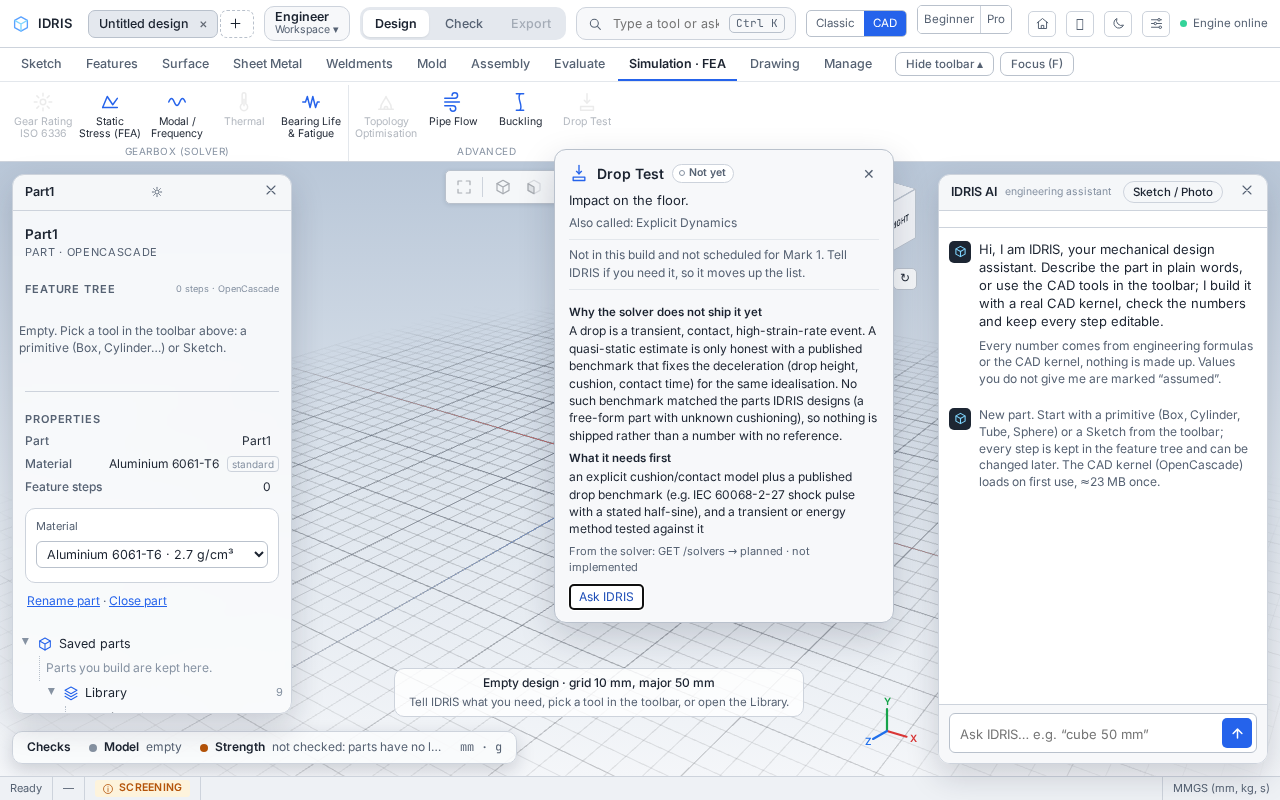 IDRIS
Untitled design ×
+
Engineer
Workspace ▾
Design
Check
Export
Type a tool or ask
Ctrl K
Classic
CAD
Beginner
Pro
Engine online
Sketch
Features
Surface
Sheet Metal
Weldments
Mold
Assembly
Evaluate
Simulation · FEA
Drawing
Manage
Hide toolbar ▴
Focus (F)
Gear Rating
ISO 6336
Static
Stress (FEA)
Modal /
Frequency
Thermal
Bearing Life
& Fatigue
GEARBOX (SOLVER)
Topology
Optimisation
Pipe Flow
Buckling
Drop Test
ADVANCED
Part1
Part1
PART · OPENCASCADE
FEATURE TREE
0 steps · OpenCascade
Empty. Pick a tool in the toolbar above: a
primitive (Box, Cylinder...) or Sketch.
PROPERTIES
Part Part1
Material Aluminium 6061-T6 standard
Feature steps 0
Material
Aluminium 6061-T6 · 2.7 g/cm³
Rename part · Close part
Saved parts
Parts you build are kept here.
Library 9
Drop Test
Not yet
✕
Impact on the floor.
Also called: Explicit Dynamics
Not in this build and not scheduled for Mark 1. Tell
IDRIS if you need it, so it moves up the list.
Why the solver does not ship it yet
A drop is a transient, contact, high-strain-rate event. A
quasi-static estimate is only honest with a published
benchmark that fixes the deceleration (drop height,
cushion, contact time) for the same idealisation. No
such benchmark matched the parts IDRIS designs (a
free-form part with unknown cushioning), so nothing is
shipped rather than a number with no reference.
What it needs first
an explicit cushion/contact model plus a published
drop benchmark (e.g. IEC 60068-2-27 shock pulse
with a stated half-sine), and a transient or energy
method tested against it
From the solver: GET /solvers → planned · not
implemented
Ask IDRIS
↻
IDRIS AI
engineering assistant
Sketch / Photo
Hi, I am IDRIS, your mechanical design
assistant. Describe the part in plain words,
or use the CAD tools in the toolbar; I build it
with a real CAD kernel, check the numbers
and keep every step editable.
Every number comes from engineering formulas
or the CAD kernel, nothing is made up. Values
you do not give me are marked “assumed”.
New part. Start with a primitive (Box, Cylinder,
Tube, Sphere) or a Sketch from the toolbar;
every step is kept in the feature tree and can be
changed later. The CAD kernel (OpenCascade)
loads on first use, ≈23 MB once.
Ask IDRIS... e.g. “cube 50 mm”
Empty design · grid 10 mm, major 50 mm
Tell IDRIS what you need, pick a tool in the toolbar, or open the Library.
Y
Z
X
Checks
Model empty
Strength not checked: parts have no l...
mm · g
Ready
—
SCREENING
MMGS (mm, kg, s)